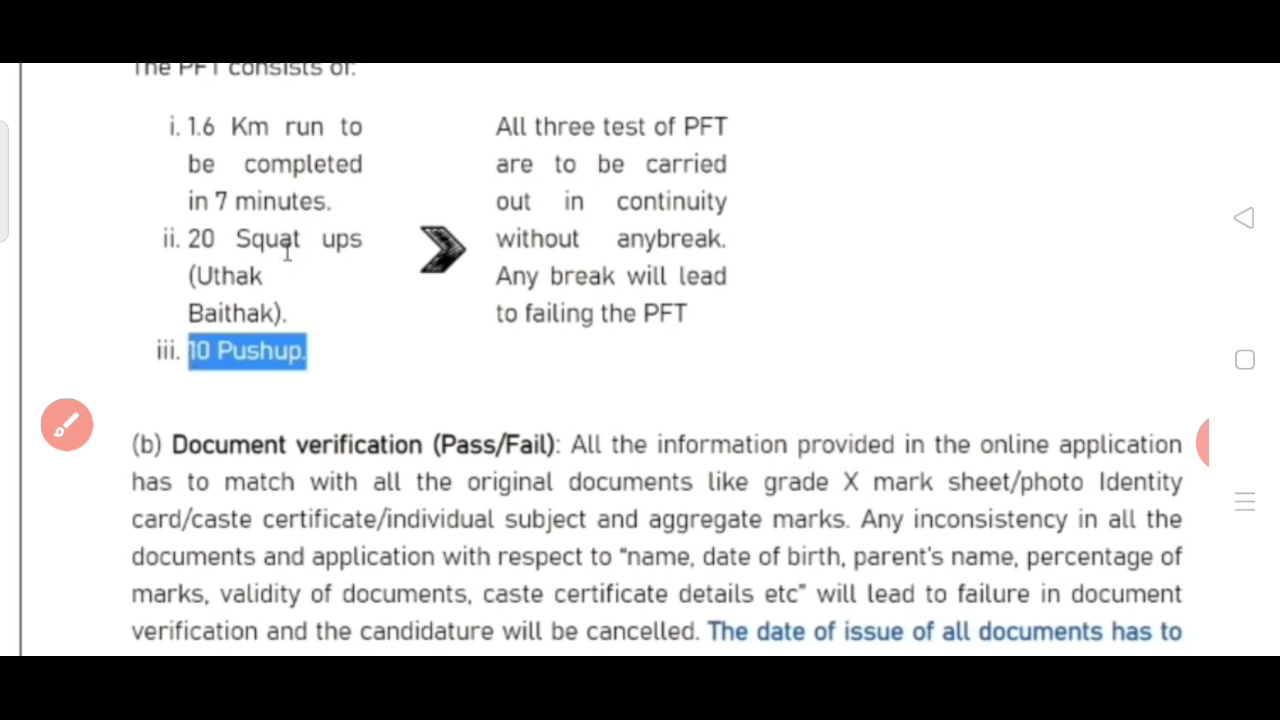 The PFT consists of:
i. 1.6 Km run to
be completed
in 7 minutes.
ii. 20 Squat ups
(Uthak
Baithak).
iii. 10 Pushup.
All three test of PFT
are to be carried
out in continuity
without anybreak.
Any break will lead
to failing the PFT
(b) Document verification (Pass/Fail): All the information provided in the online application
has to match with all the original documents like grade X mark sheet/photo Identity
card/caste certificate/individual subject and aggregate marks. Any inconsistency in all the
documents and application with respect to “name, date of birth, parent's name, percentage of
marks, validity of documents, caste certificate details etc” will lead to failure in document
verification and the candidature will be cancelled. The date of issue of all documents has to